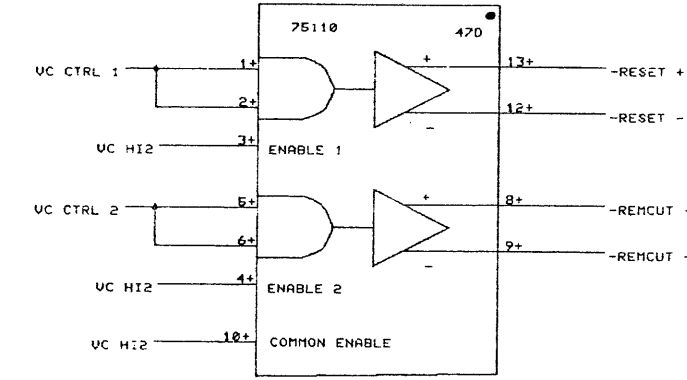 75110
47D
VC CTRL 1
1+
+
13+
-RESET +
2+
12+
-RESET -
-
VC HI2
3+
ENABLE 1
VC CTRL 2
5+
+
8+
-REMCUT
6+
9+
-REMCUT
-
VC HI2
4+
ENABLE 2
VC HI2
10+
COMMON ENABLE